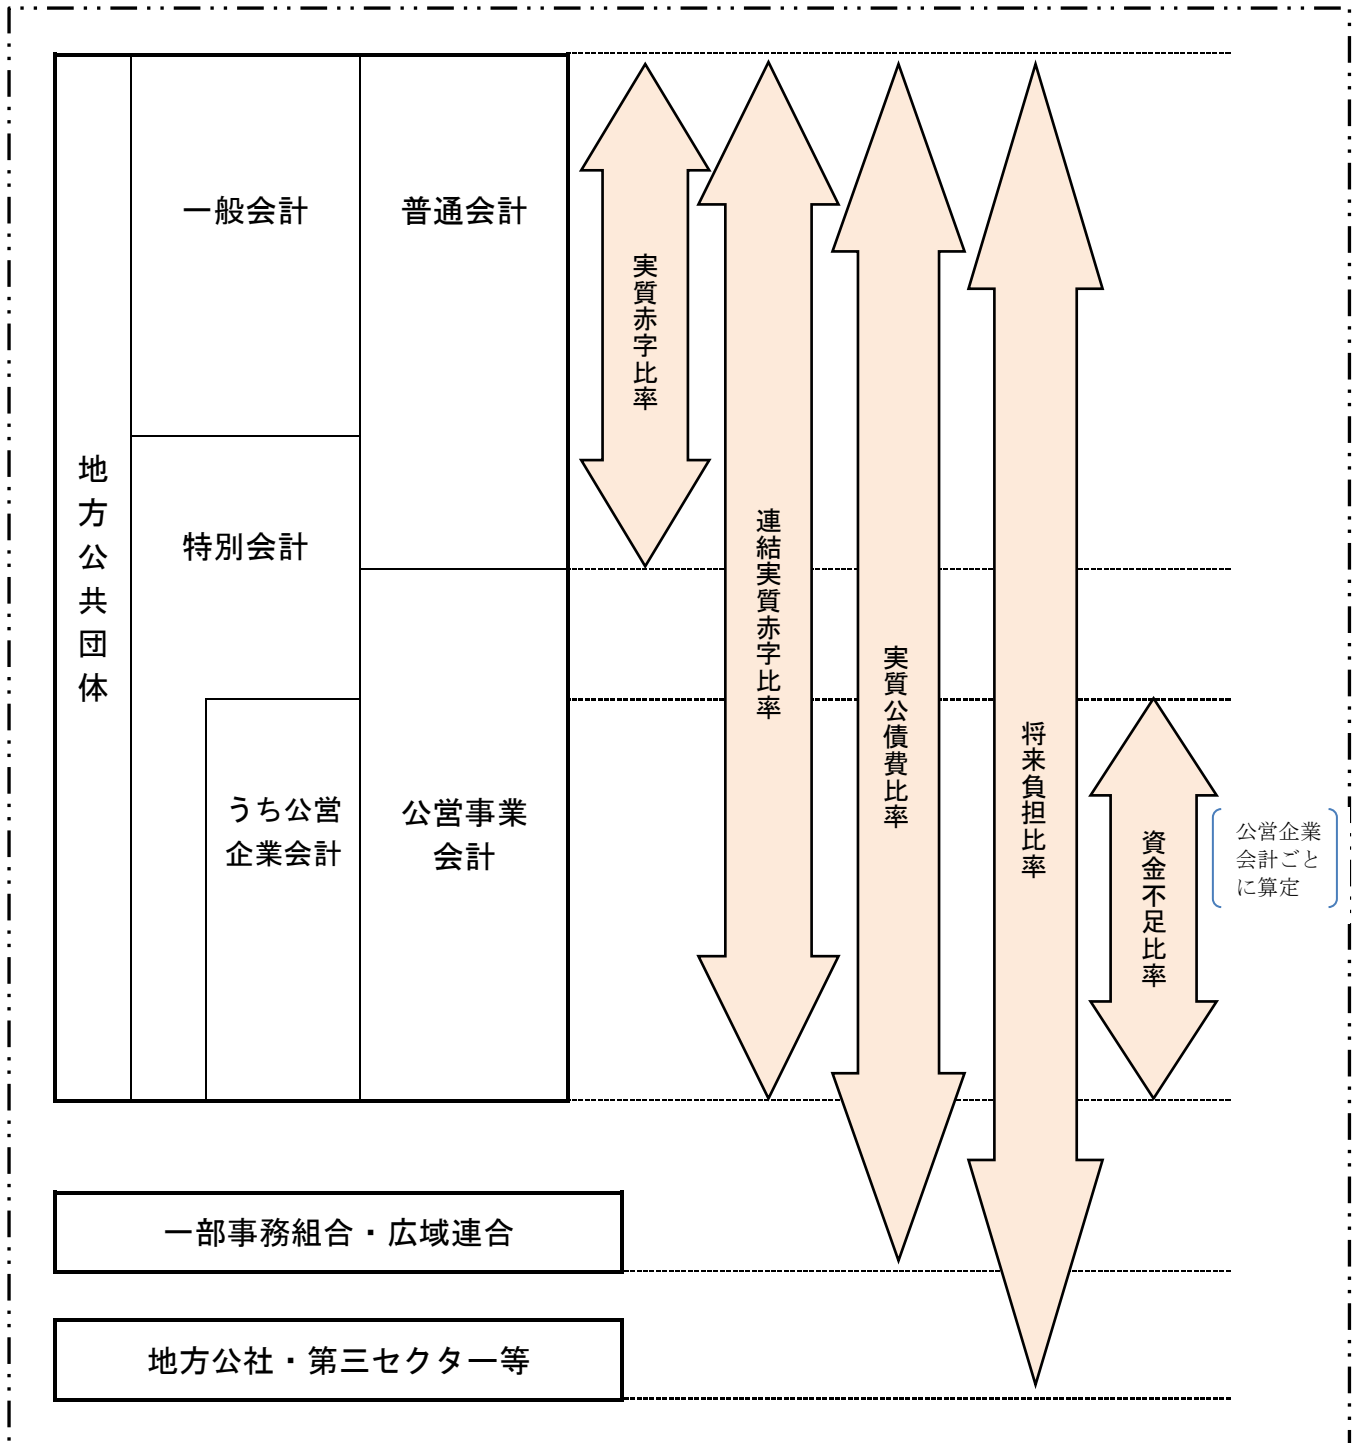 地方公共団体
一般会計
普通会計
特別会計
うち公営
企業会計
公営事業
会計
実質赤字比率
連結実質赤字比率
実質公債費比率
将来負担比率
資金不足比率
公営企業
会計ごと
に算定
一部事務組合・広域連合
地方公社・第三セクター等